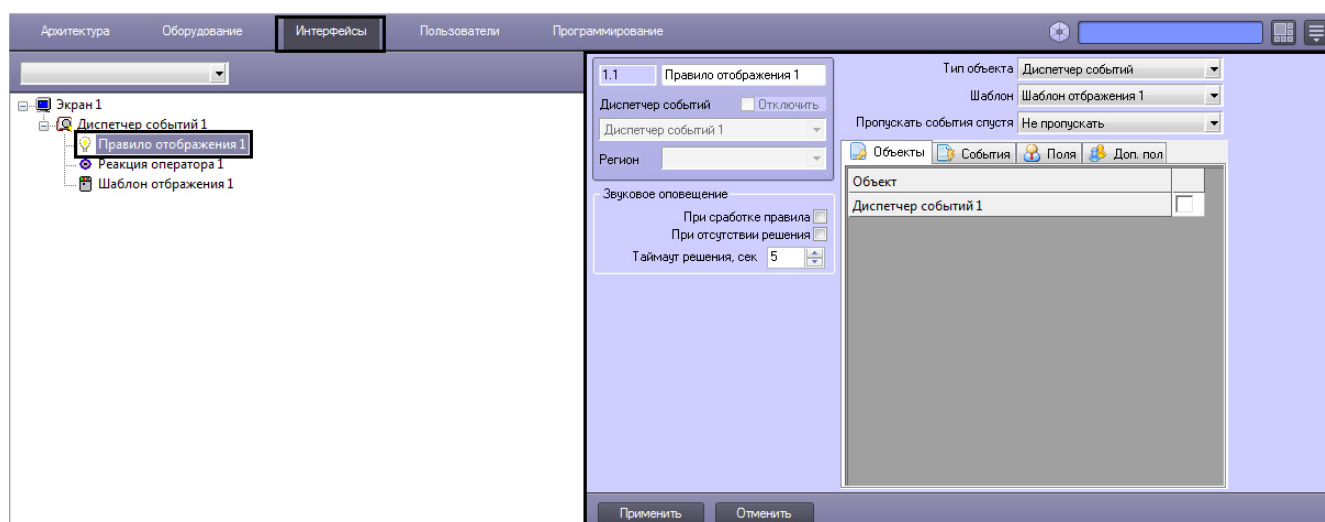 Архитектура Оборудование Интерфейсы Пользователи Программирование
Экран 1
Диспетчер событий 1
Правило отображения 1
Реакция оператора 1
Шаблон отбражения 1
1.1 Правило отображения 1
Диспетчер событий Отключить
Диспетчер событий 1
Регион
Звуковое оповещение
При сработке правила
При отсутствии решения
Таймаут решения, сек 5
Тип объекта Диспетчер событий
Шаблон Шаблон отбражения 1
Пропускать события спустя Не пропускать
Объекты События Поля Доп. пол
Объект
Диспетчер событий 1
Применить Отменить